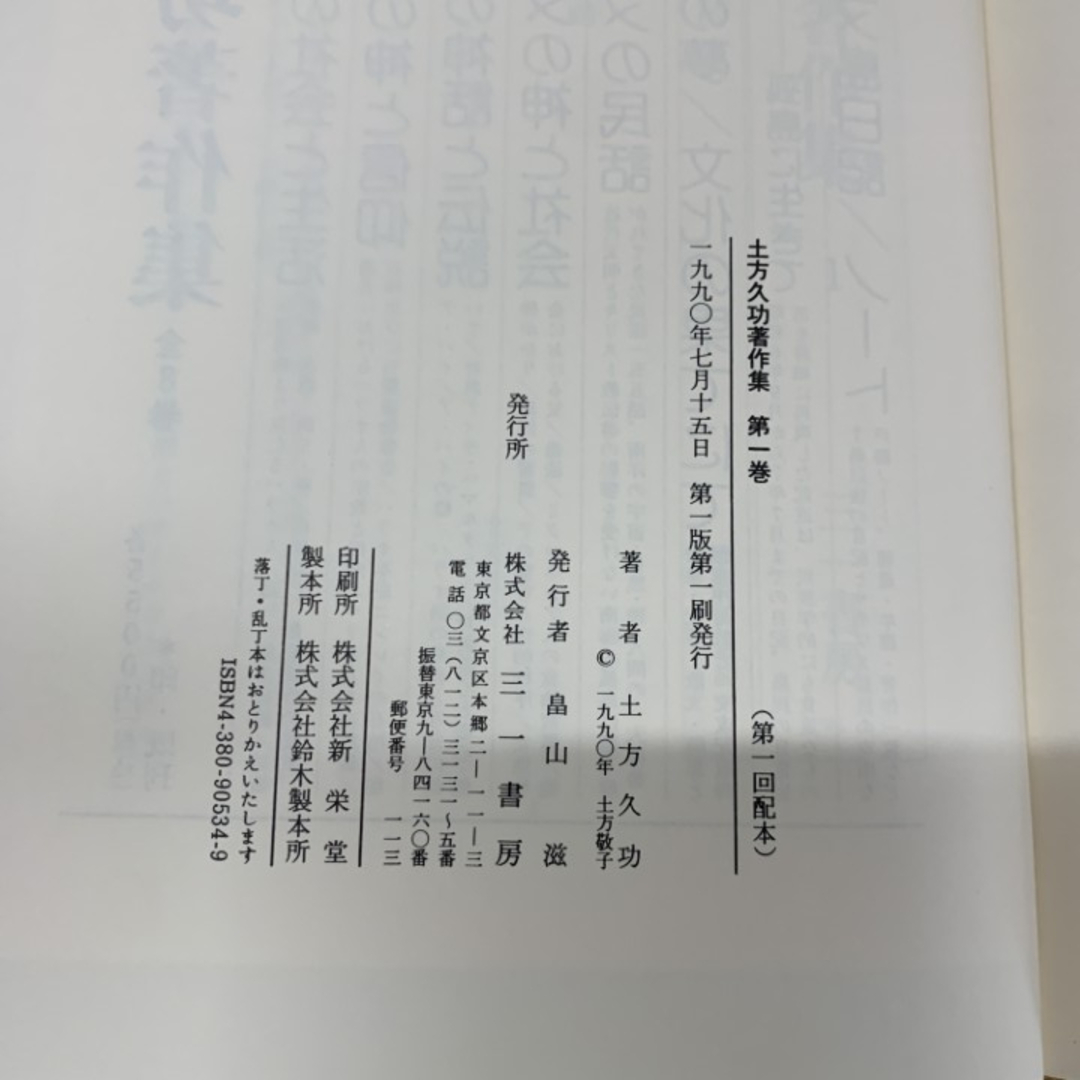 土方久功著作集 第一巻
(第一回配本)
一九九〇年七月十五日 第一版第一刷発行
著者 土方久功
© 一九九〇年 土方敬子
発行者 畠山滋
発行所 株式会社 三一書房
東京都文京区本郷二―一一―三
電話 〇三(八一二)三一三一〜五番
振替東京九―八四一六〇番
郵便番号 一一三
印刷所 株式会社新栄堂
製本所 株式会社鈴木製本所
落丁・乱丁本はおとりかえいたします
ISBN4-380-90534-9